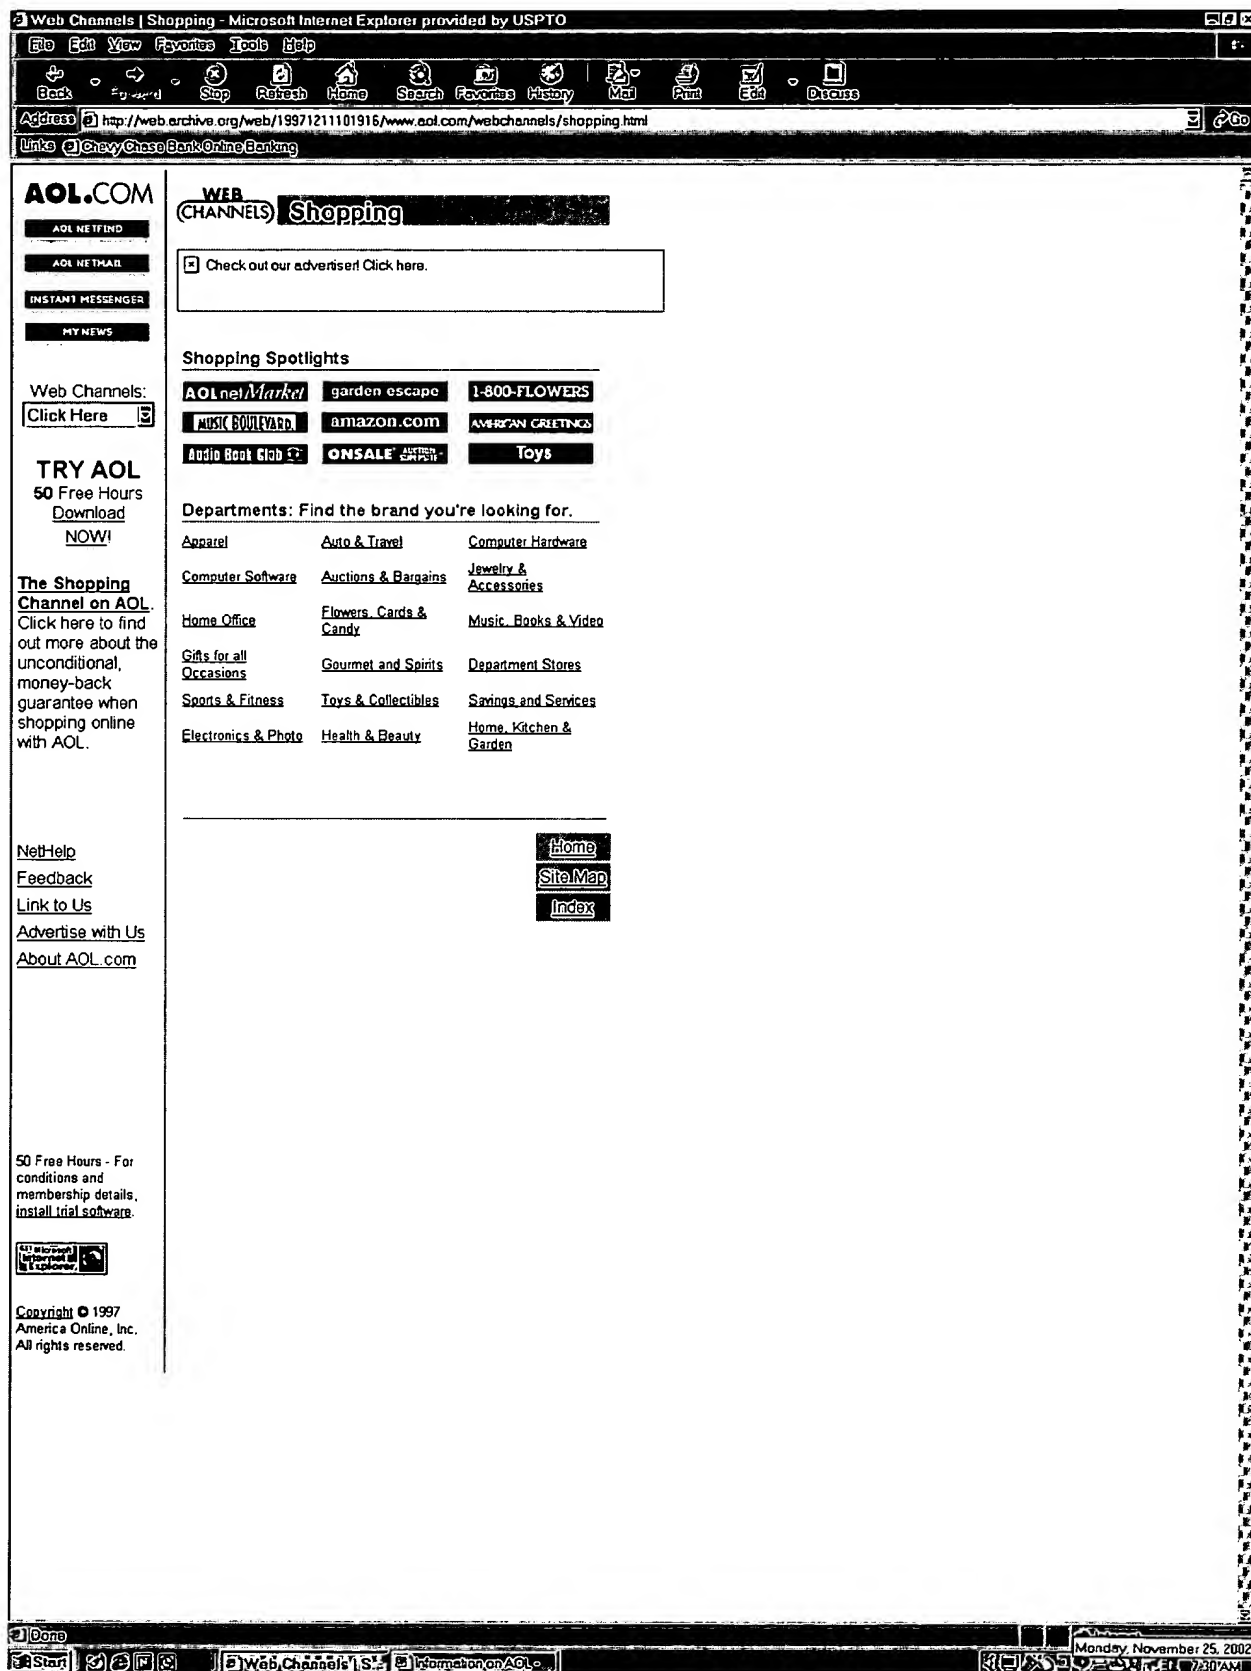 Web Channels | Shopping - Microsoft Internet Explorer provided by USPTO
File Edit View Favorites Tools Help
Back Forward Stop Refresh Home Search Favorites History Mail Print Edit Discuss
Address http://web.archive.org/web/19971211101916/www.aol.com/webchannels/shopping.html Go
Links Chevy Chase Bank Online Banking
AOL.COM
AOL NETFIND
AOL NETMAIL
INSTANT MESSENGER
MY NEWS
Web Channels:
Click Here
TRY AOL
50 Free Hours
Download
NOW!
The Shopping
Channel on AOL.
Click here to find
out more about the
unconditional,
money-back
guarantee when
shopping online
with AOL.
NetHelp
Feedback
Link to Us
Advertise with Us
About AOL.com
50 Free Hours - For
conditions and
membership details,
install trial software.
Microsoft
Internet
Explorer
Copyright © 1997
America Online, Inc.
All rights reserved.
WEB
CHANNELS Shopping
Check out our advertiser! Click here.
Shopping Spotlights
AOLnet Market garden escape 1-800-FLOWERS
MUSIC BOULEVARD amazon.com AMERICAN GREETINGS
Audio Book Club ONSALE Toys
Departments: Find the brand you're looking for.
Apparel Auto & Travel Computer Hardware
Computer Software Auctions & Bargains Jewelry &
Accessories
Home Office Flowers, Cards &
Candy Music, Books & Video
Gifts for all
Occasions Gourmet and Spirits Department Stores
Sports & Fitness Toys & Collectibles Savings and Services
Electronics & Photo Health & Beauty Home, Kitchen &
Garden
Home
Site Map
Index
Done
Monday, November 25, 2002
Start Web Channels | S... Information on AOL -... 7:30 AM